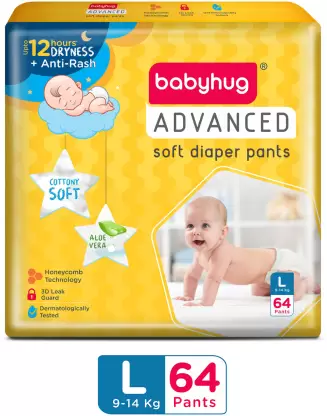 Upto
12 hours*
DRYNESS
+ Anti-Rash
babyhug®
ADVANCED
soft diaper pants
COTTONY
SOFT
ALOE
VERA
Honeycomb
Technology
3D Leak
Guard
Dermatologically
Tested
L
9-14 kg
64
Pants
L
9-14 Kg
64
Pants